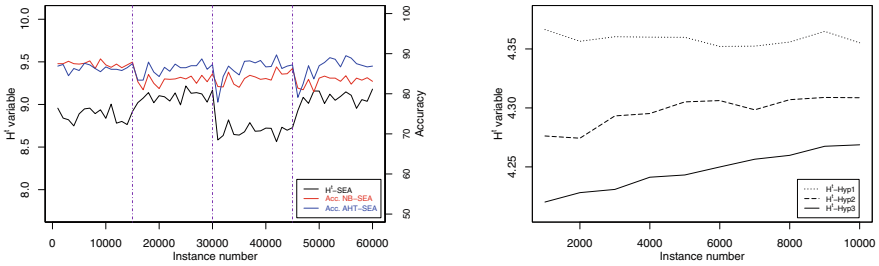 10.0
9.5
9.0
8.5
8.0
Hᵗ variable
100
90
80
70
60
50
Accuracy
H^t−SEA
Acc. NB−SEA
Acc. AHT−SEA
0 10000 20000 30000 40000 50000 60000
Instance number
4.35
4.30
4.25
Hᵗ variable
H^t−Hyp1
H^t−Hyp2
H^t−Hyp3
2000 4000 6000 8000 10000
Instance number